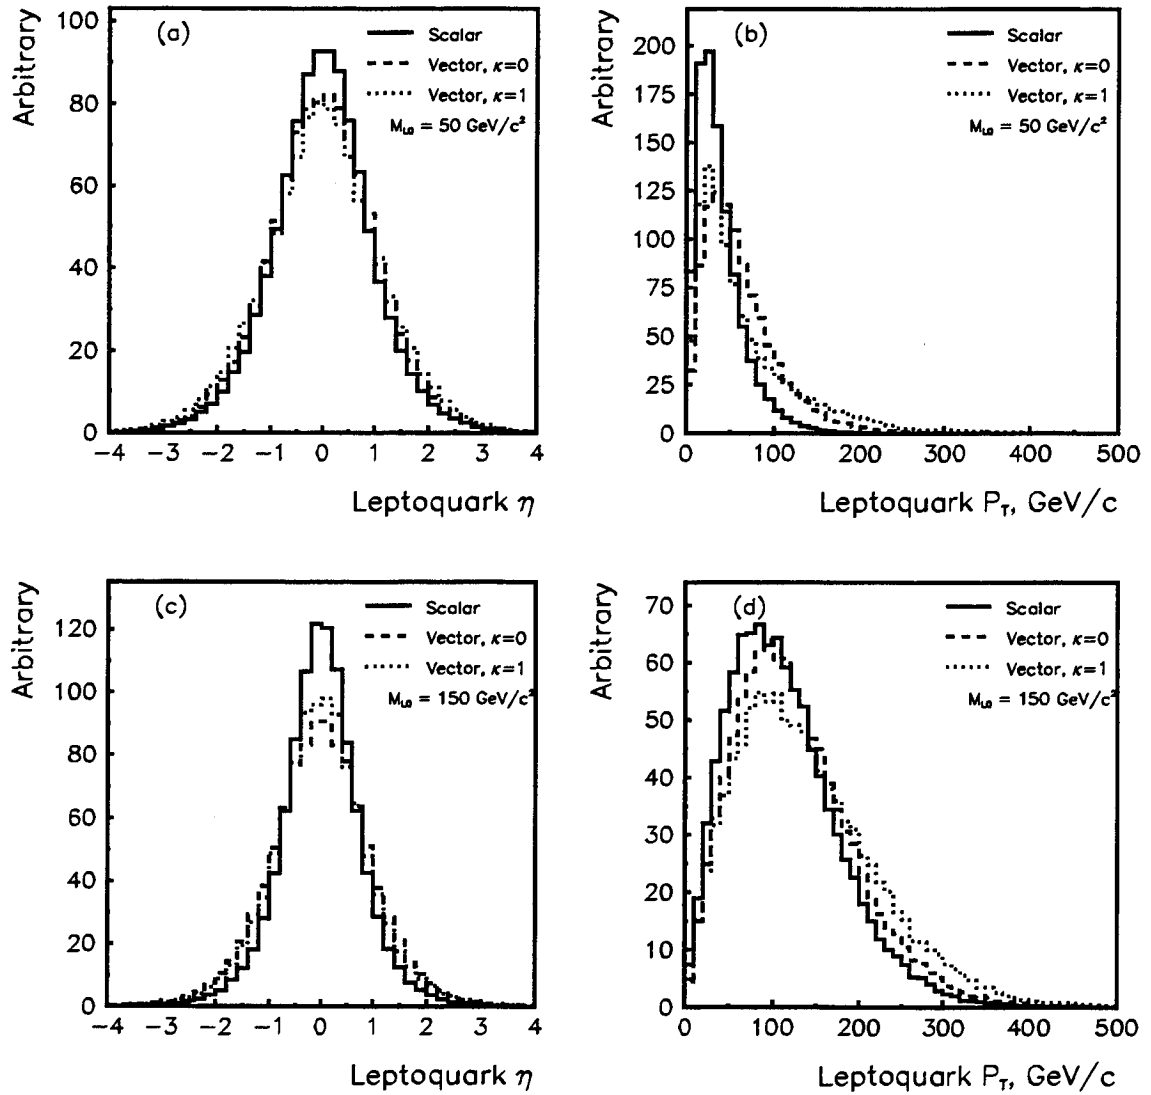 (a)
Arbitrary
Scalar
Vector, κ=0
Vector, κ=1
M_LQ = 50 GeV/c²
100
80
60
40
20
0
−4 −3 −2 −1 0 1 2 3 4
Leptoquark η
(b)
Arbitrary
Scalar
Vector, κ=0
Vector, κ=1
M_LQ = 50 GeV/c²
200
175
150
125
100
75
50
25
0
0 100 200 300 400 500
Leptoquark P_T, GeV/c
(c)
Arbitrary
Scalar
Vector, κ=0
Vector, κ=1
M_LQ = 150 GeV/c²
120
100
80
60
40
20
0
−4 −3 −2 −1 0 1 2 3 4
Leptoquark η
(d)
Arbitrary
Scalar
Vector, κ=0
Vector, κ=1
M_LQ = 150 GeV/c²
70
60
50
40
30
20
10
0
0 100 200 300 400 500
Leptoquark P_T, GeV/c